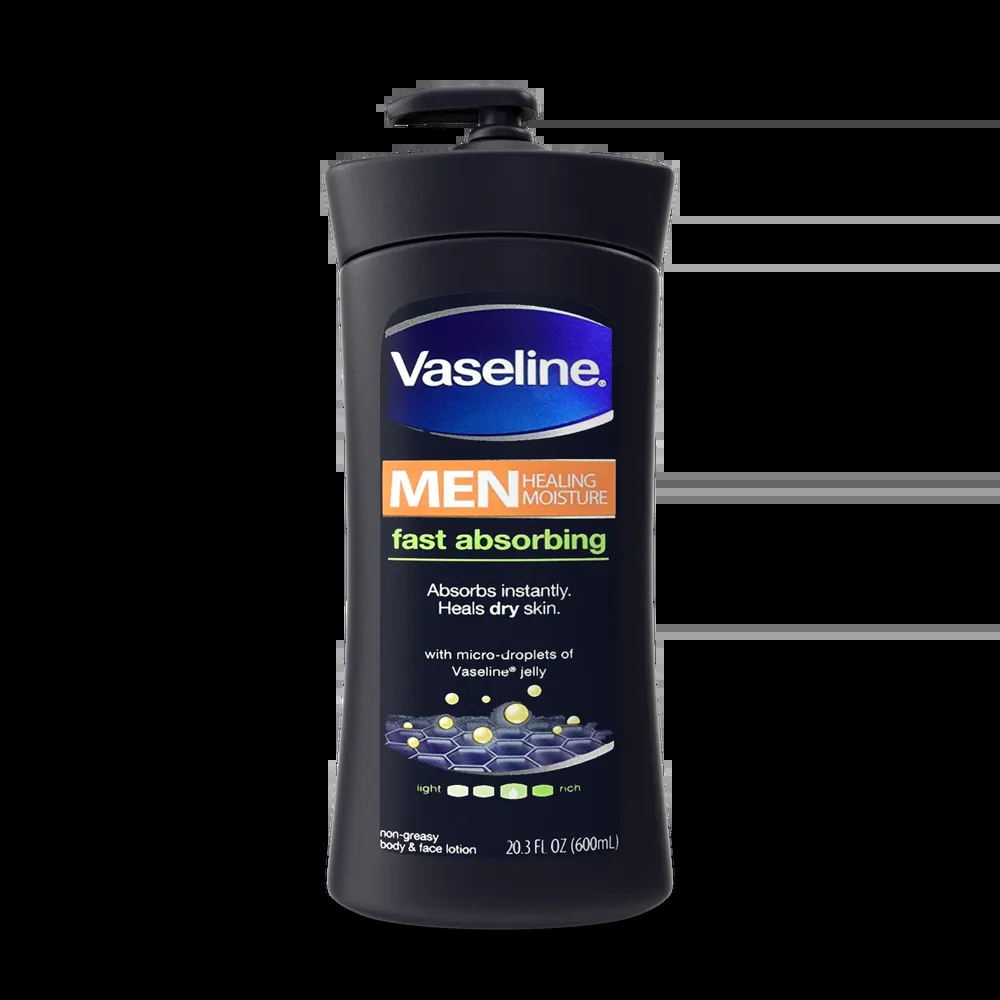 Vaseline®
MEN HEALING
MOISTURE
fast absorbing
Absorbs instantly.
Heals dry skin.
with micro-droplets of
Vaseline® jelly
light rich
non-greasy
body & face lotion
20.3 FL OZ (600mL)